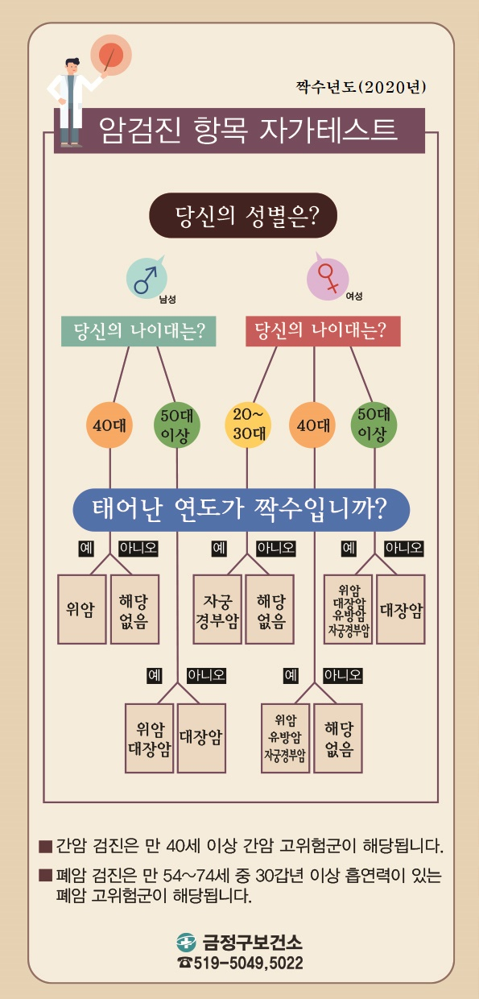 짝수년도(2020년)
암검진 항목 자가테스트
당신의 성별은?
남성
여성
당신의 나이대는?
당신의 나이대는?
40대
50대
이상
20~
30대
40대
50대
이상
태어난 연도가 짝수입니까?
예
아니오
예
아니오
예
아니오
위암
해당
없음
자궁
경부암
해당
없음
위암
대장암
유방암
자궁경부암
대장암
예
아니오
예
아니오
위암
대장암
대장암
위암
유방암
자궁경부암
해당
없음
■ 간암 검진은 만 40세 이상 간암 고위험군이 해당됩니다.
■ 폐암 검진은 만 54~74세 중 30갑년 이상 흡연력이 있는
폐암 고위험군이 해당됩니다.
금정구보건소
☎519-5049,5022